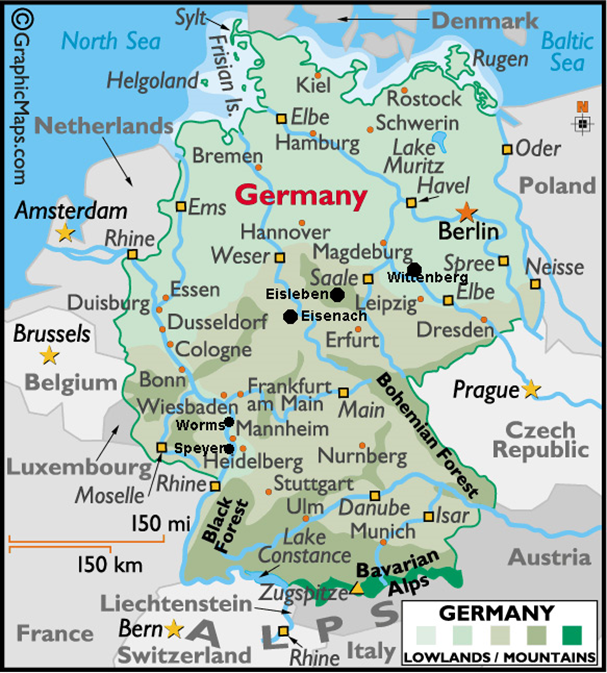 ©GraphicMaps.com
Sylt
North Sea
Denmark
Baltic
Sea
Rugen
Helgoland
Frisian Is.
Kiel
Rostock
Elbe
Schwerin
Hamburg
Netherlands
Bremen
Lake
Muritz
Oder
N
Havel
Poland
Germany
Amsterdam
Ems
Berlin
Hannover
Rhine
Weser
Magdeburg
Spree
Neisse
Saale
Wittenberg
Essen
Eisleben
Leipzig
Elbe
Duisburg
Eisenach
Dusseldorf
Dresden
Brussels
Erfurt
Cologne
Bonn
Belgium
Frankfurt
am Main
Prague
Wiesbaden
Main
Bohemian Forest
Worms
Mannheim
Czech
Republic
Speyer
Heidelberg
Nurnberg
Luxembourg
Moselle
Rhine
Stuttgart
150 mi
Black
Forest
Ulm
Danube
Isar
Lake
Constance
Munich
150 km
Austria
Bavarian
Alps
Zugspitze
Liechtenstein
France
Bern
ALPS
Switzerland
Rhine
Italy
GERMANY
LOWLANDS / MOUNTAINS